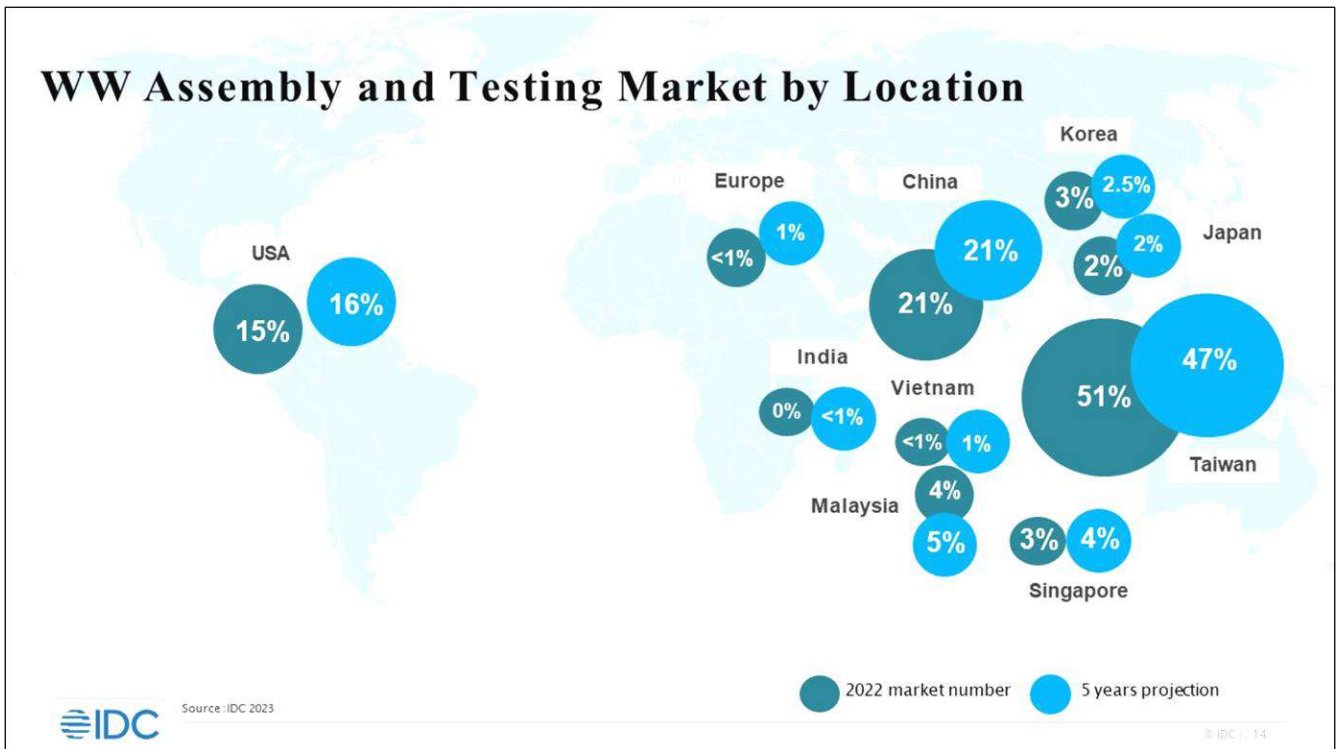 WW Assembly and Testing Market by Location
Korea
3%
2.5%
Europe
<1%
1%
China
21%
21%
Japan
2%
2%
USA
15%
16%
India
0%
<1%
Vietnam
<1%
1%
51%
47%
Taiwan
Malaysia
4%
5%
3%
4%
Singapore
2022 market number
5 years projection
IDC
Source : IDC 2023
© IDC | 14